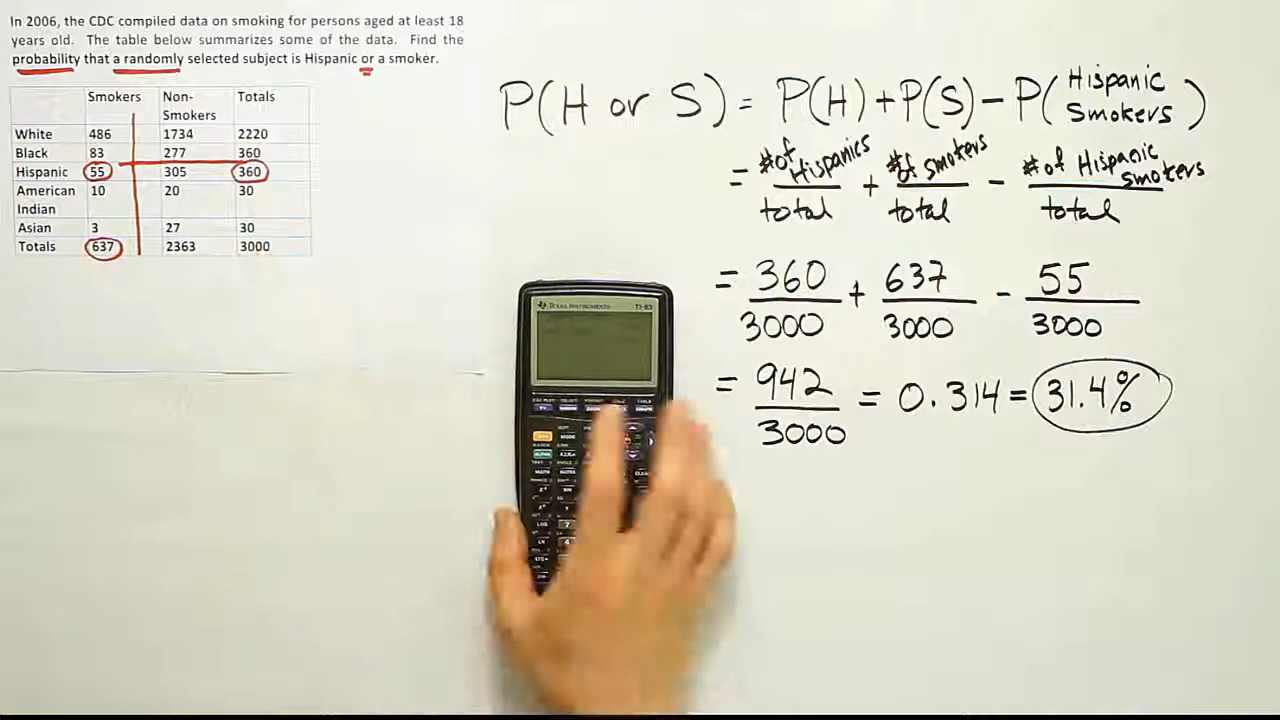 In 2006, the CDC compiled data on smoking for persons aged at least 18
years old. The table below summarizes some of the data. Find the
probability that a randomly selected subject is Hispanic or a smoker.
Smokers Non-Smokers Totals
White 486 1734 2220
Black 83 277 360
Hispanic 55 305 360
American Indian 10 20 30
Asian 3 27 30
Totals 637 2363 3000
P(H or S) = P(H) + P(S) - P(Hispanic Smokers)
= # of Hispanics / total + # of smokers / total - # of Hispanic smokers / total
= 360/3000 + 637/3000 - 55/3000
= 942/3000 = 0.314 = 31.4%
TEXAS INSTRUMENTS TI-83